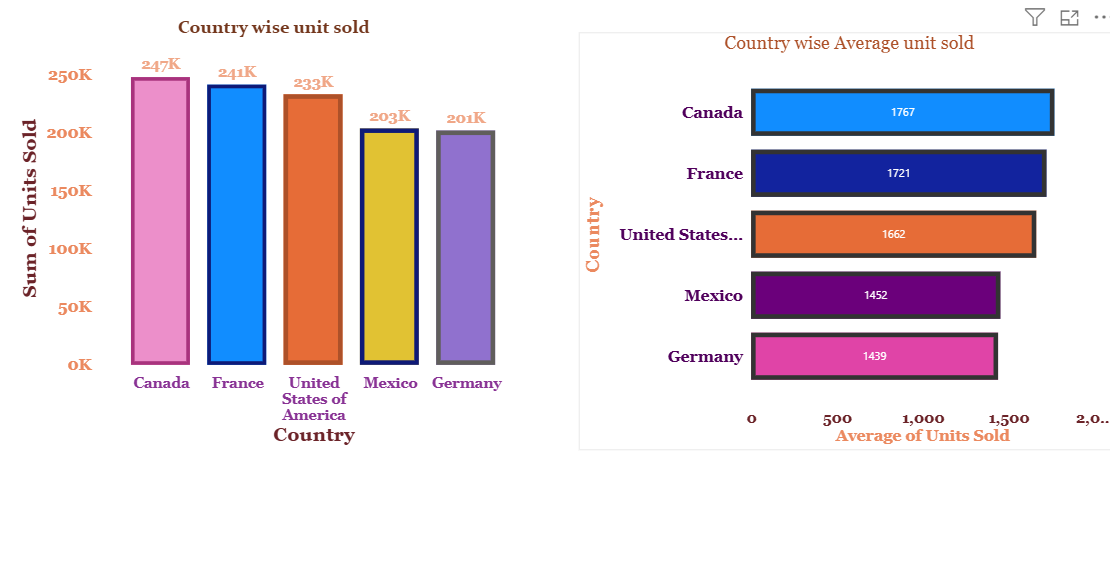 Country wise unit sold
Sum of Units Sold
250K
200K
150K
100K
50K
0K
247K
241K
233K
203K
201K
Canada
France
United
States of
America
Mexico
Germany
Country
Country wise Average unit sold
Country
Canada
1767
France
1721
United States...
1662
Mexico
1452
Germany
1439
0
500
1,000
1,500
2,0...
Average of Units Sold